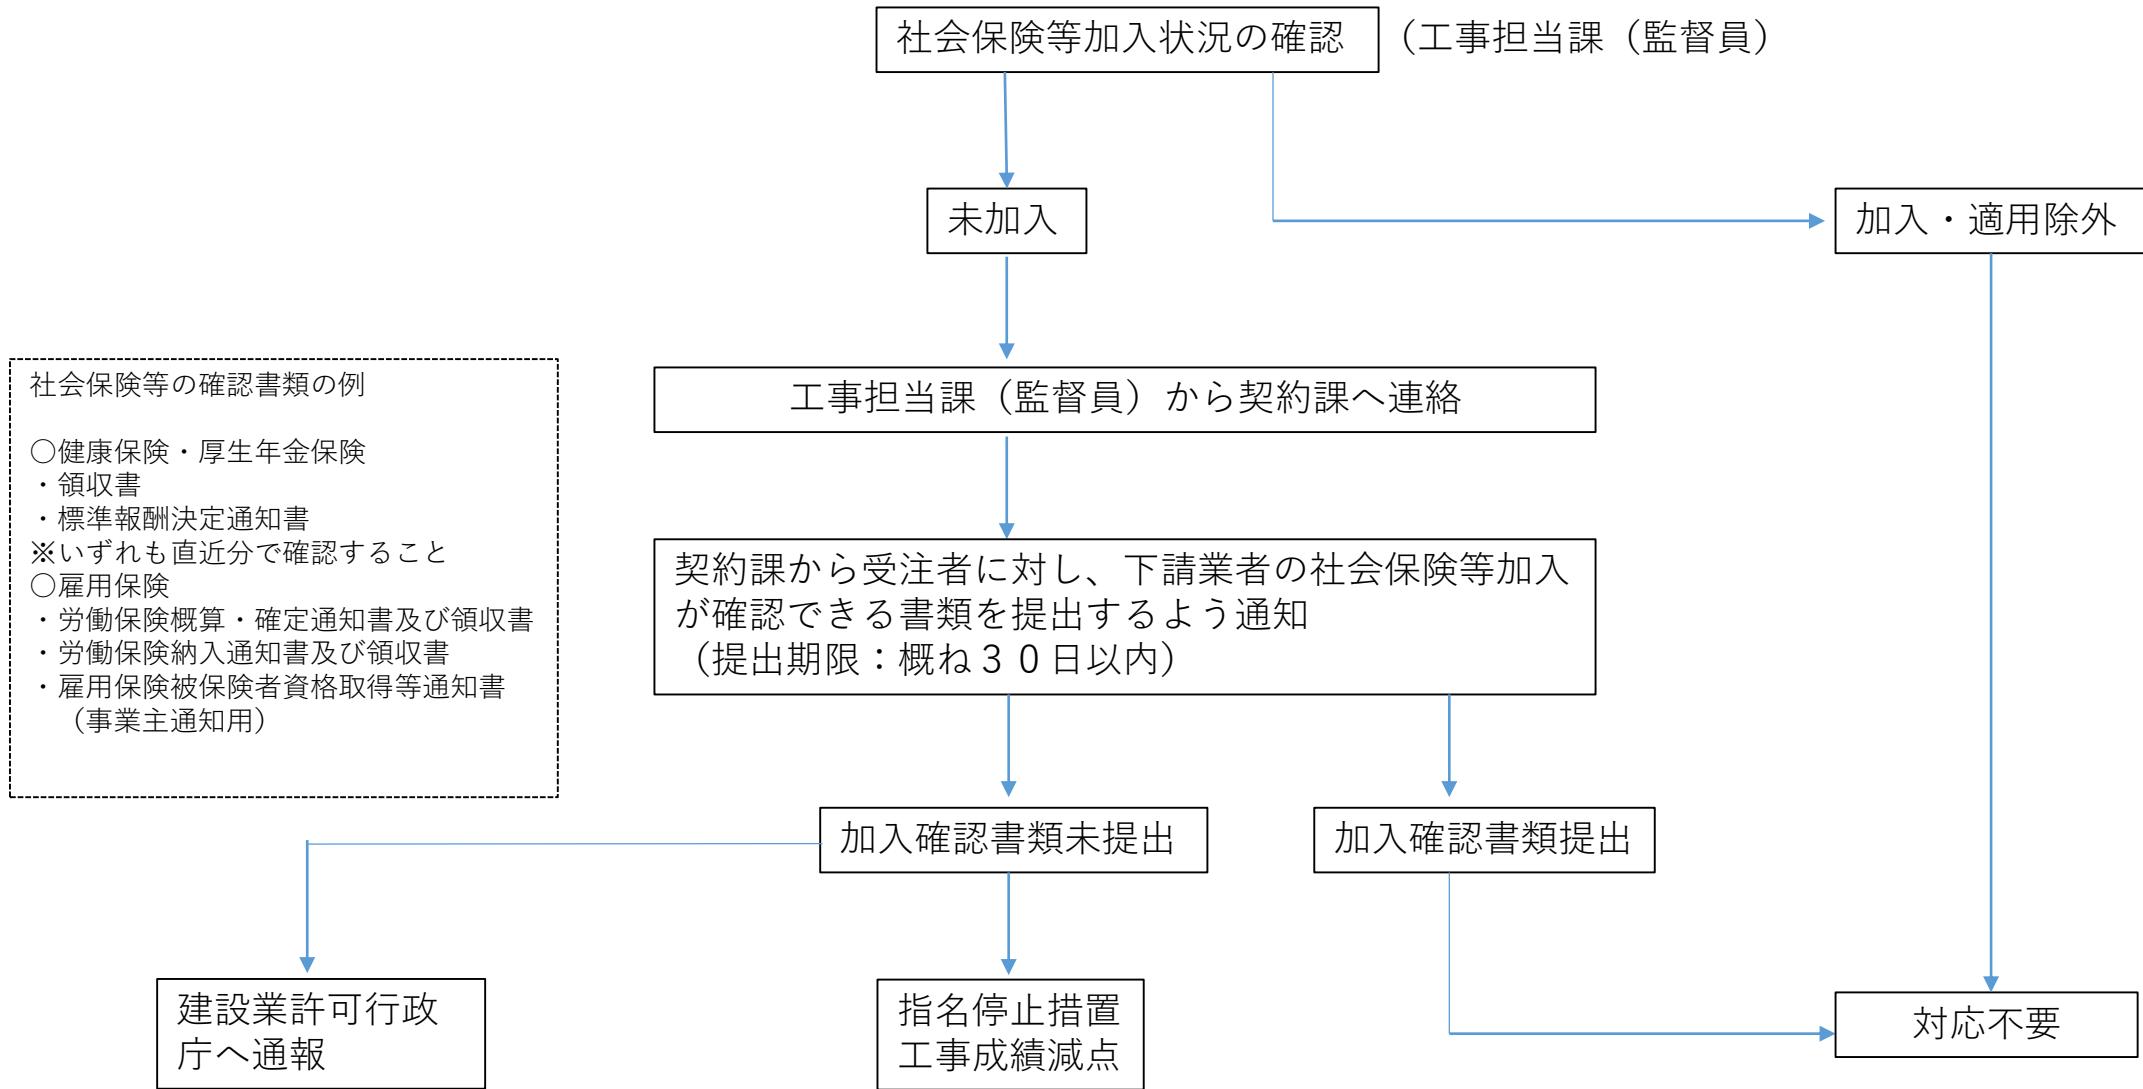 社会保険等加入状況の確認
（工事担当課（監督員）
未加入
加入・適用除外
社会保険等の確認書類の例
○健康保険・厚生年金保険
・領収書
・標準報酬決定通知書
※いずれも直近分で確認すること
○雇用保険
・労働保険概算・確定通知書及び領収書
・労働保険納入通知書及び領収書
・雇用保険被保険者資格取得等通知書
（事業主通知用）
工事担当課（監督員）から契約課へ連絡
契約課から受注者に対し、下請業者の社会保険等加入
が確認できる書類を提出するよう通知
（提出期限：概ね３０日以内）
加入確認書類未提出
加入確認書類提出
建設業許可行政
庁へ通報
指名停止措置
工事成績減点
対応不要